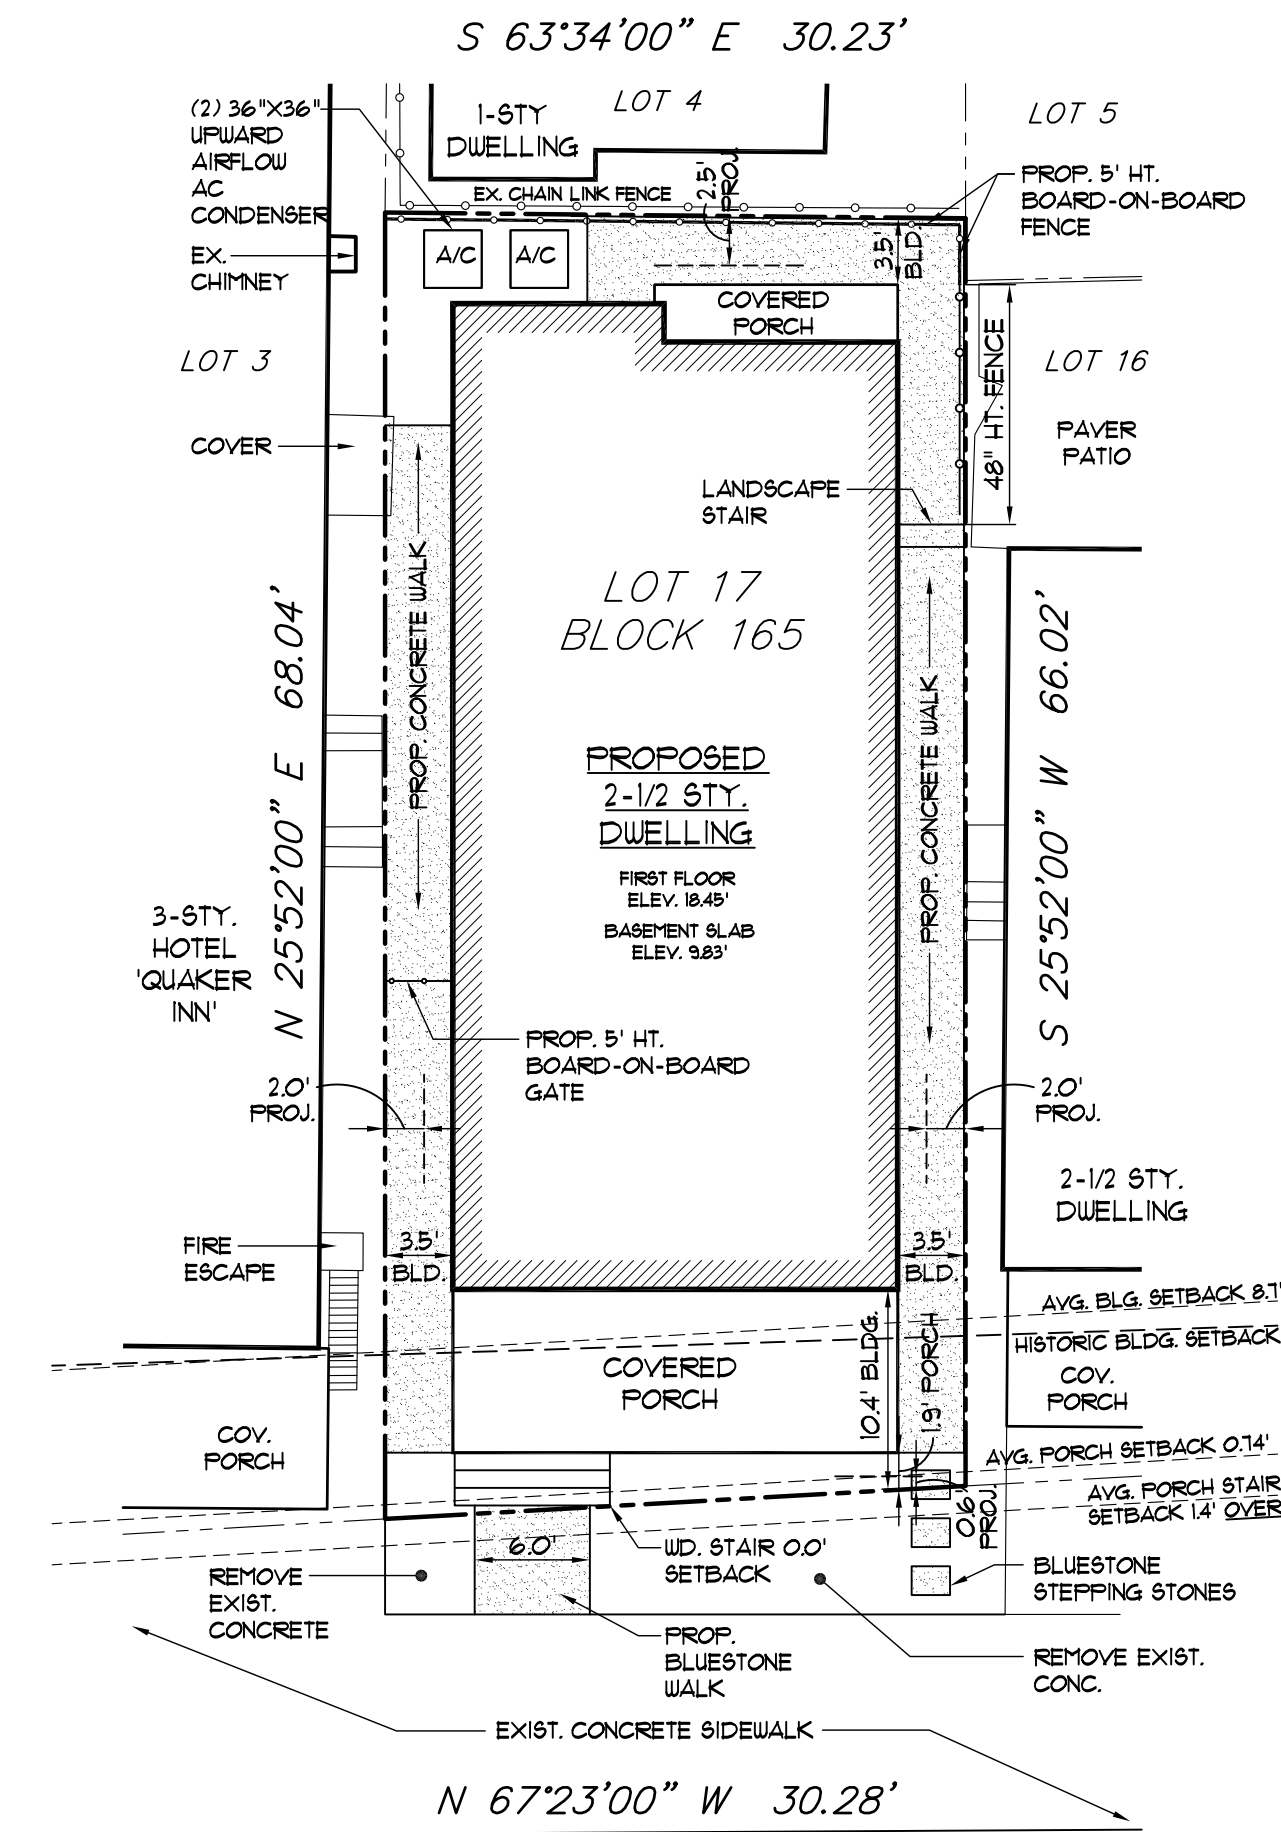 S 63°34'00" E 30.23'
(2) 36"X36"
UPWARD
AIRFLOW
AC
CONDENSER
1-STY
DWELLING
LOT 4
LOT 5
EX. CHAIN LINK FENCE
2.5'
PROJ.
PROP. 5' HT.
BOARD-ON-BOARD
FENCE
EX.
CHIMNEY
A/C
A/C
3.5'
BLD.
COVERED
PORCH
LOT 3
48" HT. FENCE
LOT 16
COVER
PAVER
PATIO
LANDSCAPE
STAIR
PROP. CONCRETE WALK
LOT 17
BLOCK 165
N 25°52'00" E 68.04'
PROP. CONCRETE WALK
S 25°52'00" W 66.02'
PROPOSED
2-1/2 STY.
DWELLING
FIRST FLOOR
ELEV. 18.45'
BASEMENT SLAB
ELEV. 9.83'
3-STY.
HOTEL
'QUAKER
INN'
PROP. 5' HT.
BOARD-ON-BOARD
GATE
2.0'
PROJ.
2.0'
PROJ.
2-1/2 STY.
DWELLING
FIRE
ESCAPE
3.5'
BLD.
3.5'
BLD.
AVG. BLG. SETBACK 8.7'
HISTORIC BLDG. SETBACK
COV.
PORCH
10.4' BLDG.
1.9' PORCH
COVERED
PORCH
COV.
PORCH
AVG. PORCH SETBACK 0.74'
AVG. PORCH STAIR
SETBACK 1.4' OVER
0.6'
PROJ.
6.0'
WD. STAIR 0.0'
SETBACK
REMOVE
EXIST.
CONCRETE
BLUESTONE
STEPPING STONES
PROP.
BLUESTONE
WALK
REMOVE EXIST.
CONC.
EXIST. CONCRETE SIDEWALK
N 67°23'00" W 30.28'